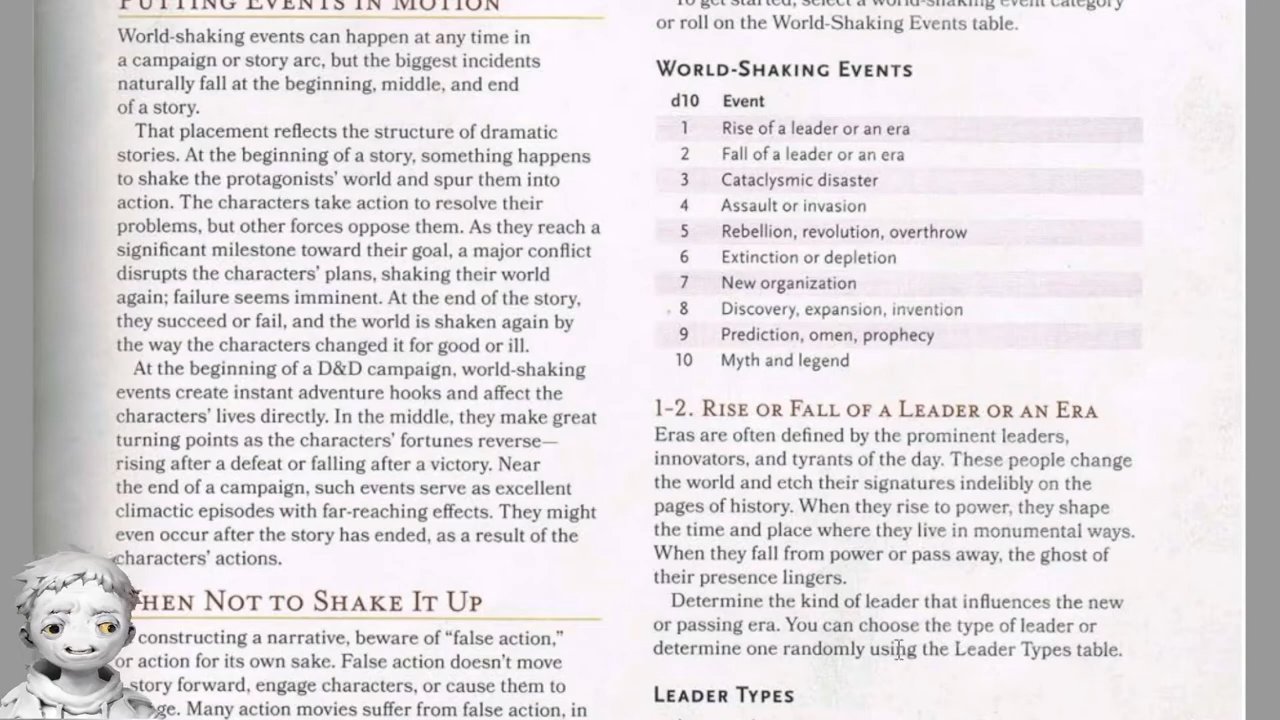 PUTTING EVENTS IN MOTION
World-shaking events can happen at any time in
a campaign or story arc, but the biggest incidents
naturally fall at the beginning, middle, and end
of a story.
That placement reflects the structure of dramatic
stories. At the beginning of a story, something happens
to shake the protagonists' world and spur them into
action. The characters take action to resolve their
problems, but other forces oppose them. As they reach a
significant milestone toward their goal, a major conflict
disrupts the characters' plans, shaking their world
again; failure seems imminent. At the end of the story,
they succeed or fail, and the world is shaken again by
the way the characters changed it for good or ill.
At the beginning of a D&D campaign, world-shaking
events create instant adventure hooks and affect the
characters' lives directly. In the middle, they make great
turning points as the characters' fortunes reverse—
rising after a defeat or falling after a victory. Near
the end of a campaign, such events serve as excellent
climactic episodes with far-reaching effects. They might
even occur after the story has ended, as a result of the
characters' actions.
HEN NOT TO SHAKE IT UP
constructing a narrative, beware of "false action,"
or action for its own sake. False action doesn't move
story forward, engage characters, or cause them to
ge. Many action movies suffer from false action, in
To get started, select a world-shaking event category
or roll on the World-Shaking Events table.
WORLD-SHAKING EVENTS
d10 Event
1 Rise of a leader or an era
2 Fall of a leader or an era
3 Cataclysmic disaster
4 Assault or invasion
5 Rebellion, revolution, overthrow
6 Extinction or depletion
7 New organization
8 Discovery, expansion, invention
9 Prediction, omen, prophecy
10 Myth and legend
1-2. RISE OR FALL OF A LEADER OR AN ERA
Eras are often defined by the prominent leaders,
innovators, and tyrants of the day. These people change
the world and etch their signatures indelibly on the
pages of history. When they rise to power, they shape
the time and place where they live in monumental ways.
When they fall from power or pass away, the ghost of
their presence lingers.
Determine the kind of leader that influences the new
or passing era. You can choose the type of leader or
determine one randomly using the Leader Types table.
LEADER TYPES